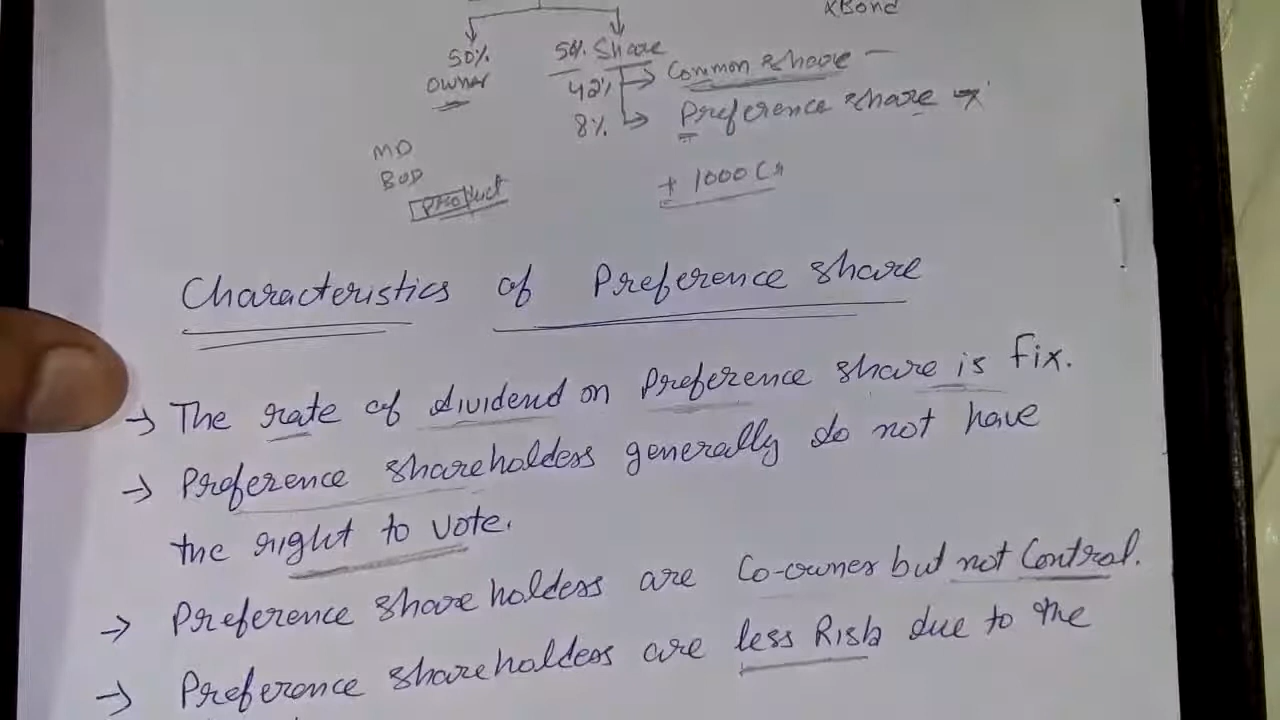 xBond
50% 50% Share
owner 42% Common share
8% Preference share
MD
BOD
Product
+ 1000 Cr
Characteristics of Preference share
→ The rate of dividend on Preference share is fix.
→ Preference shareholders generally do not have
the right to vote.
→ Preference shareholders are Co-owner but not Control.
→ Preference shareholders are less Risk due to the